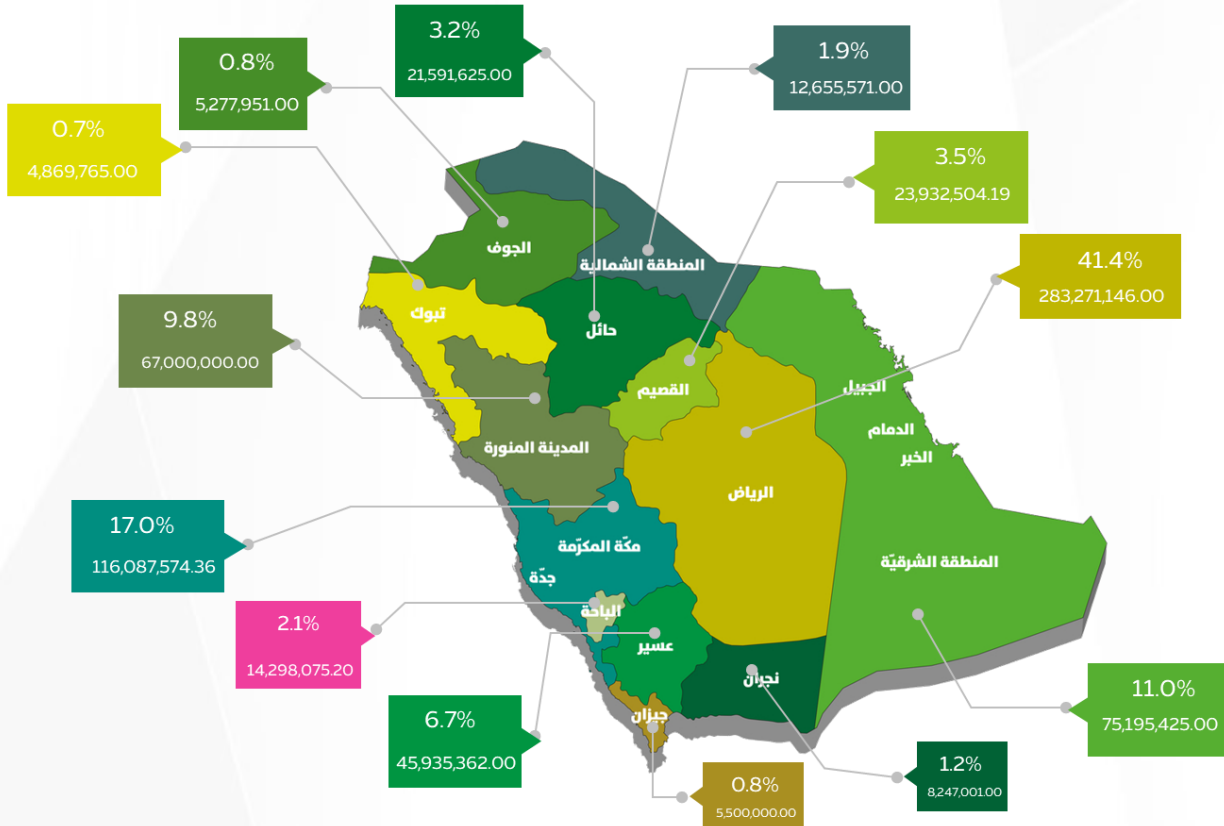 3.2%
21,591,625.00
1.9%
12,655,571.00
0.8%
5,277,951.00
0.7%
4,869,765.00
3.5%
23,932,504.19
41.4%
283,271,146.00
9.8%
67,000,000.00
17.0%
116,087,574.36
2.1%
14,298,075.20
6.7%
45,935,362.00
0.8%
5,500,000.00
1.2%
8,247,001.00
11.0%
75,195,425.00
الجوف
المنطقة الشمالية
تبوك
حائل
القصيم
الجبيل
الدمام
الخبر
المدينة المنورة
الرياض
مكّة المكرّمة
جدّة
المنطقة الشرقيّة
الباحة
عسير
نجران
جيزان